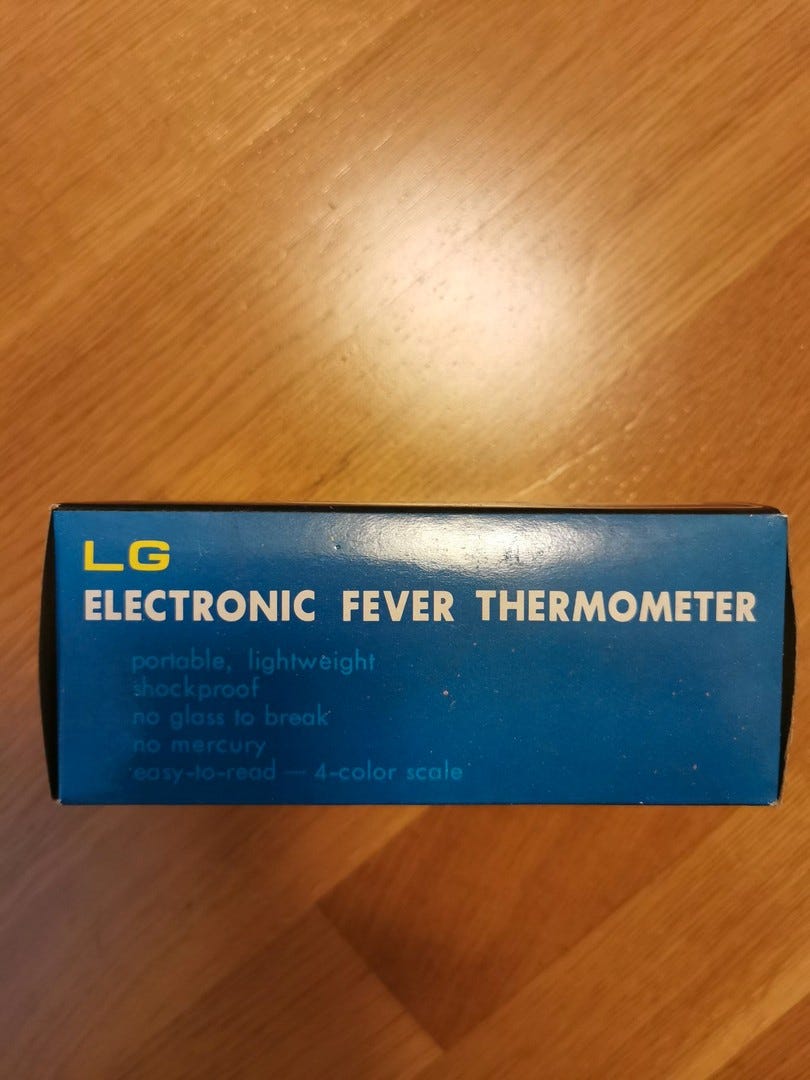 LG
ELECTRONIC FEVER THERMOMETER
portable, lightweight
shockproof
no glass to break
no mercury
easy-to-read — 4-color scale